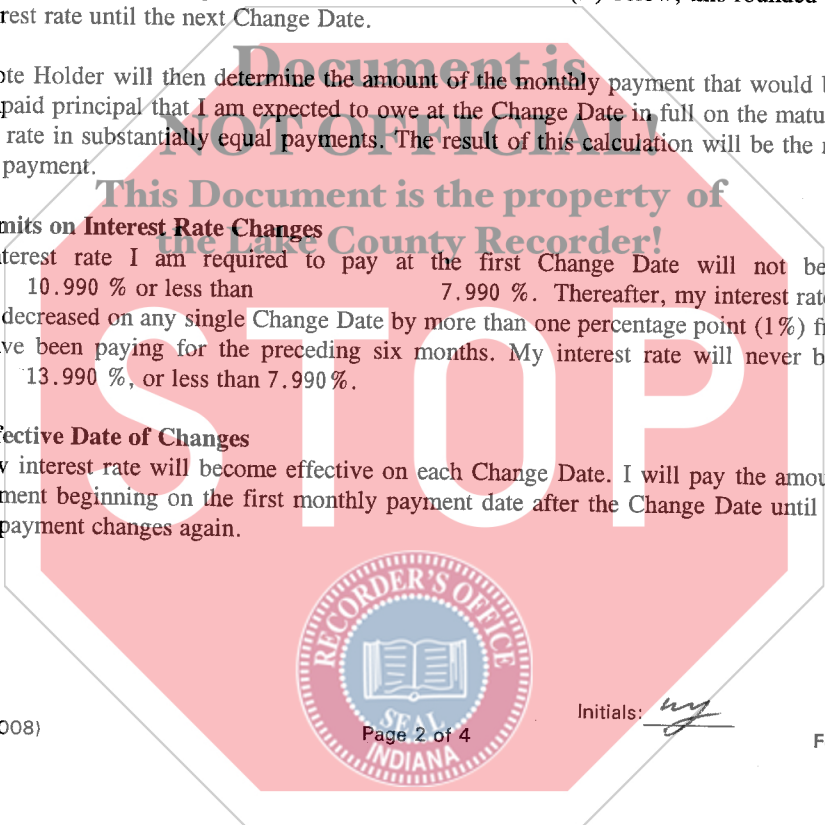 rest rate until the next Change Date.
Document is
ote Holder will then determine the amount of the monthly payment that would
paid principal that I am expected to owe at the Change Date in full on the matu
NOT OFFICIAL!
rate in substantially equal payments. The result of this calculation will be the
payment.
This Document is the property of
mits on Interest Rate Changes
the Lake County Recorder!
terest rate I am required to pay at the first Change Date will not be
10.990 % or less than 7.990 %. Thereafter, my interest rat
decreased on any single Change Date by more than one percentage point (1%) f
ve been paying for the preceding six months. My interest rate will never b
13.990 %, or less than 7.990%.
STOP
fective Date of Changes
interest rate will become effective on each Change Date. I will pay the amou
ment beginning on the first monthly payment date after the Change Date until
payment changes again.
RECORDER'S OFFICE
SEAL
INDIANA
Initials:
008)
Page 2 of 4
F